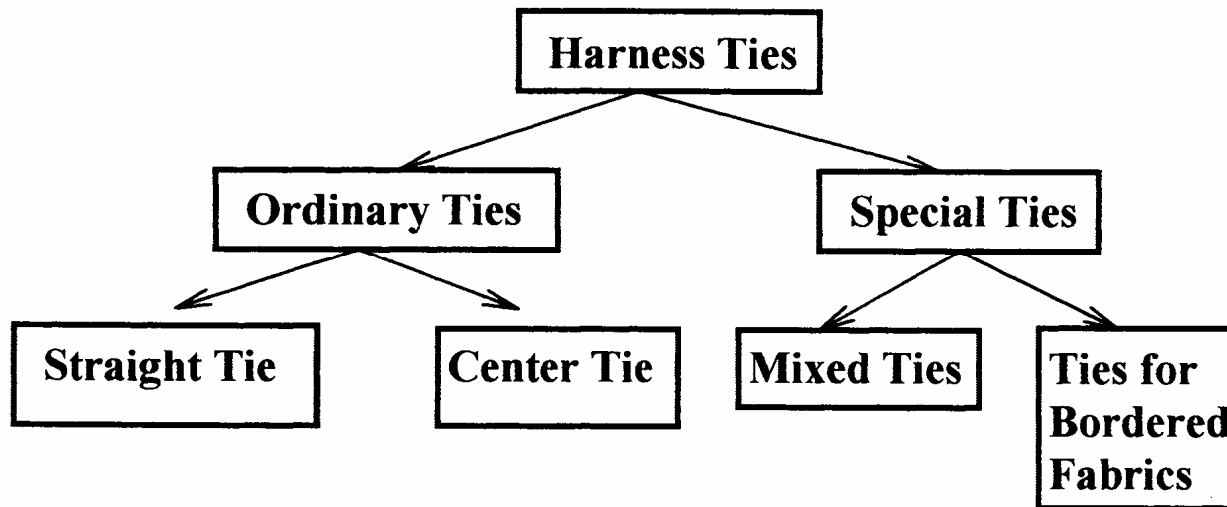 Harness Ties
Ordinary Ties
Special Ties
Straight Tie
Center Tie
Mixed Ties
Ties for
Bordered
Fabrics